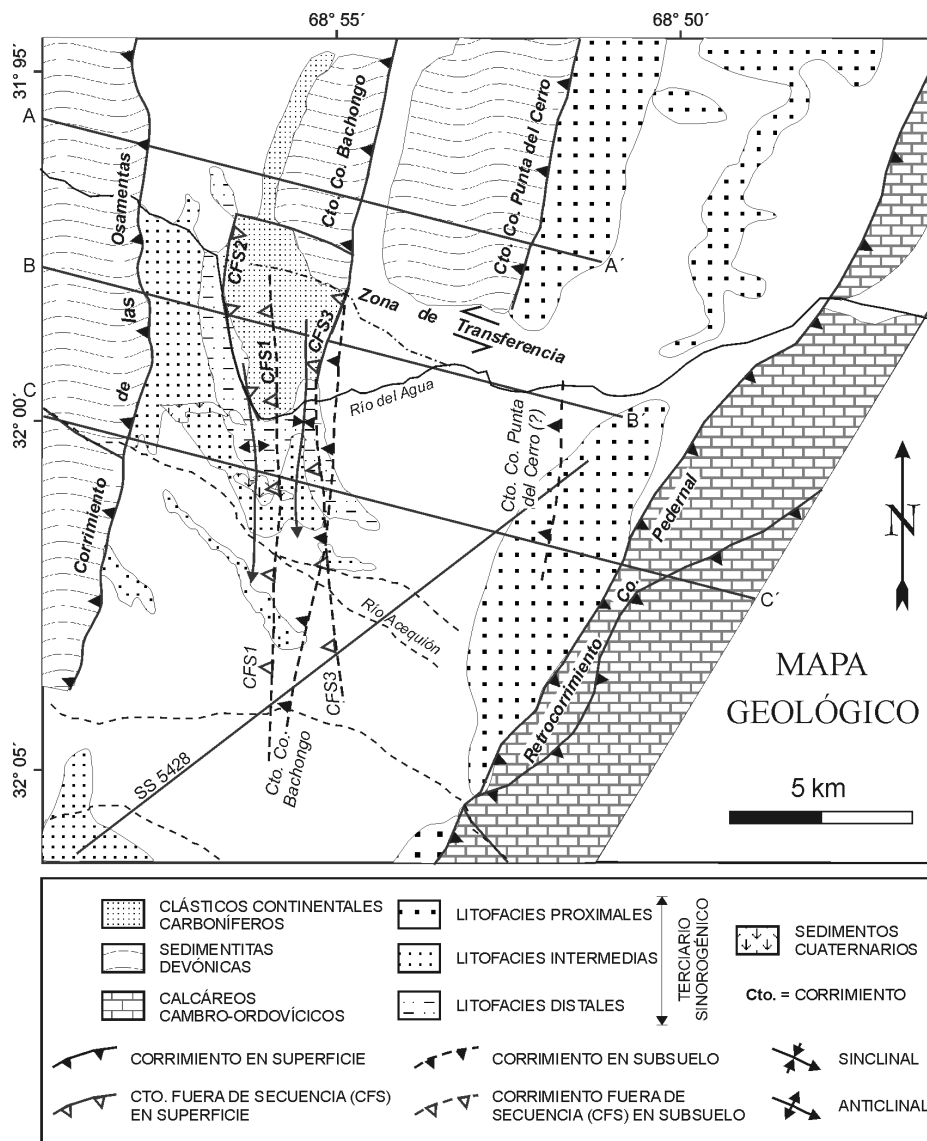 68° 55´
68° 50´
31° 95´
32° 00´
32° 05´
A
B
C
A´
B
C´
Corrimiento de las Osamentas
Cto. Co. Bachongo
Cto. Co. Punta del Cerro
CFS2
CFS1
CFS3
Zona de Transferencia
Río del Agua
Cto. Co. Punta
del Cerro (?)
Retrocorrimiento Co. Pedernal
Río Acequión
CFS1
CFS3
Cto. Co.
Bachongo
SS 5428
N
MAPA
GEOLÓGICO
5 km
CLÁSTICOS CONTINENTALES
CARBONÍFEROS
SEDIMENTITAS
DEVÓNICAS
CALCÁREOS
CAMBRO-ORDOVÍCICOS
LITOFACIES PROXIMALES
LITOFACIES INTERMEDIAS
LITOFACIES DISTALES
TERCIARIO
SINOROGÉNICO
SEDIMENTOS
CUATERNARIOS
Cto. = CORRIMIENTO
CORRIMIENTO EN SUPERFICIE
CORRIMIENTO EN SUBSUELO
SINCLINAL
CTO. FUERA DE SECUENCIA (CFS)
EN SUPERFICIE
CORRIMIENTO FUERA DE
SECUENCIA (CFS) EN SUBSUELO
ANTICLINAL